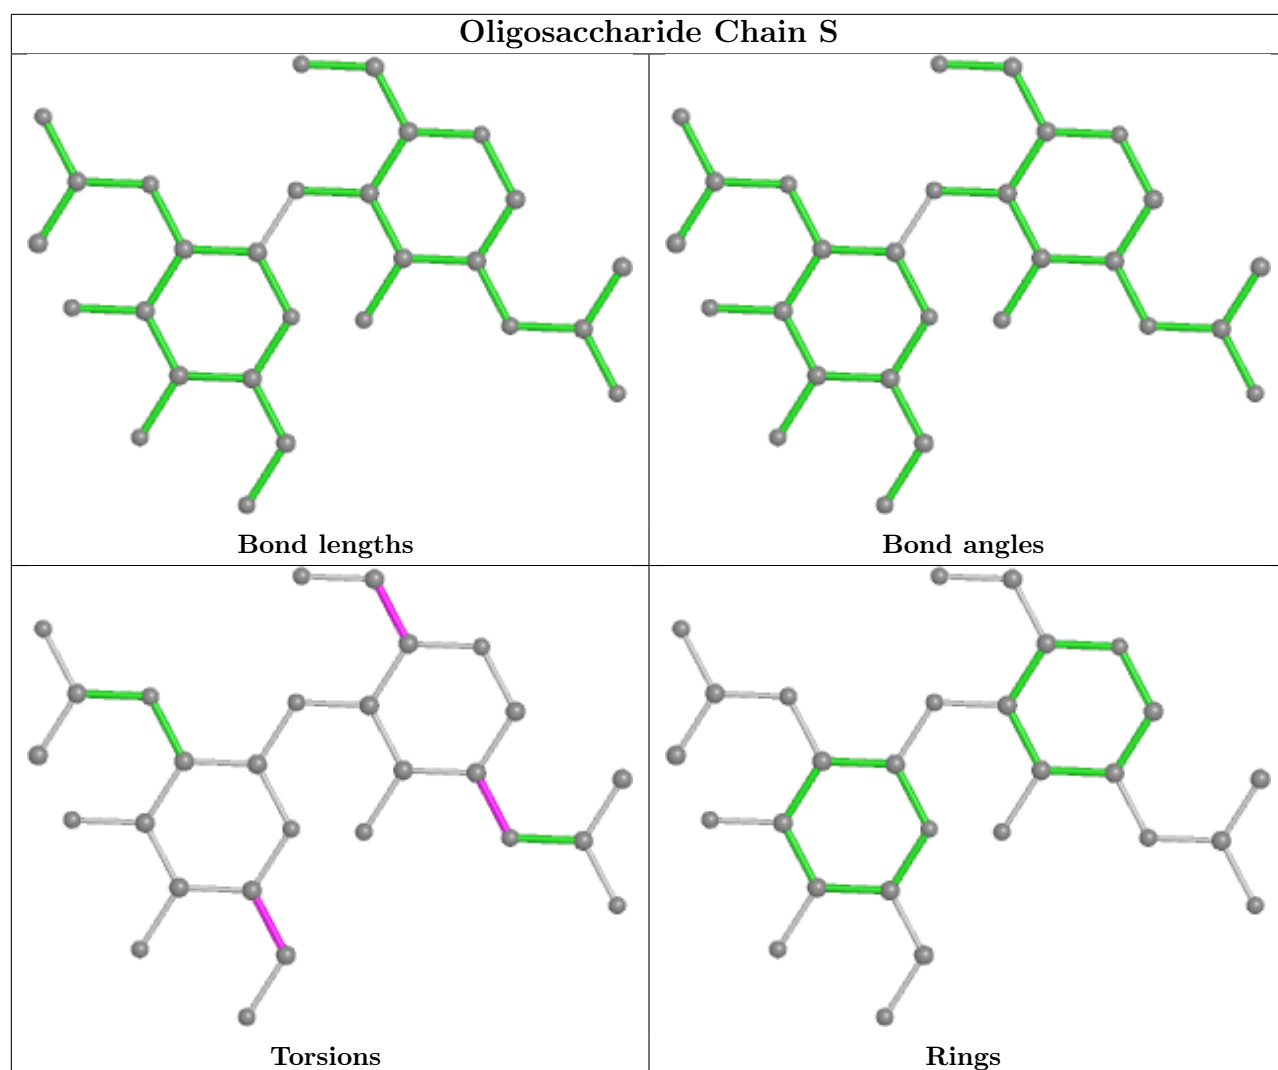 Oligosaccharide Chain S
Bond lengths
Bond angles
Torsions
Rings